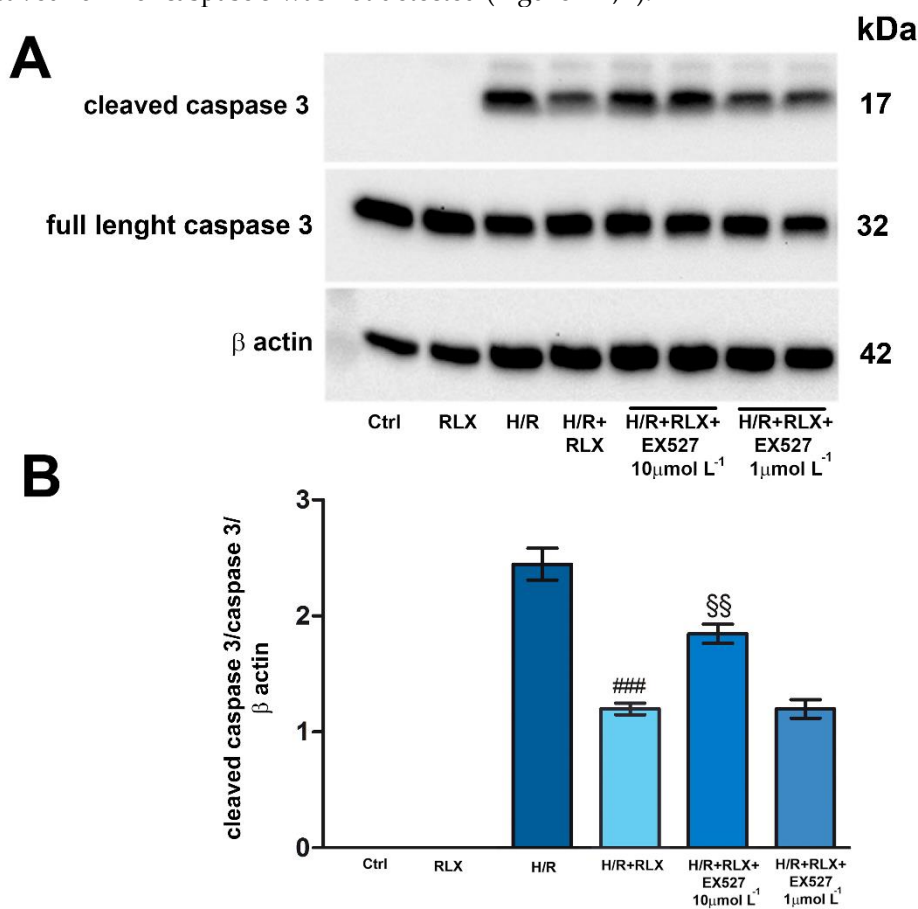 kDa
A
cleaved caspase 3
17
full lenght caspase 3
32
β actin
42
Ctrl RLX H/R H/R+ RLX H/R+RLX+ EX527 10μmol L⁻¹ H/R+RLX+ EX527 1μmol L⁻¹
B
cleaved caspase 3/caspase 3/
β actin
3
2
1
0
###
§§
Ctrl RLX H/R H/R+RLX H/R+RLX+ EX527 10μmol L⁻¹ H/R+RLX+ EX527 1μmol L⁻¹